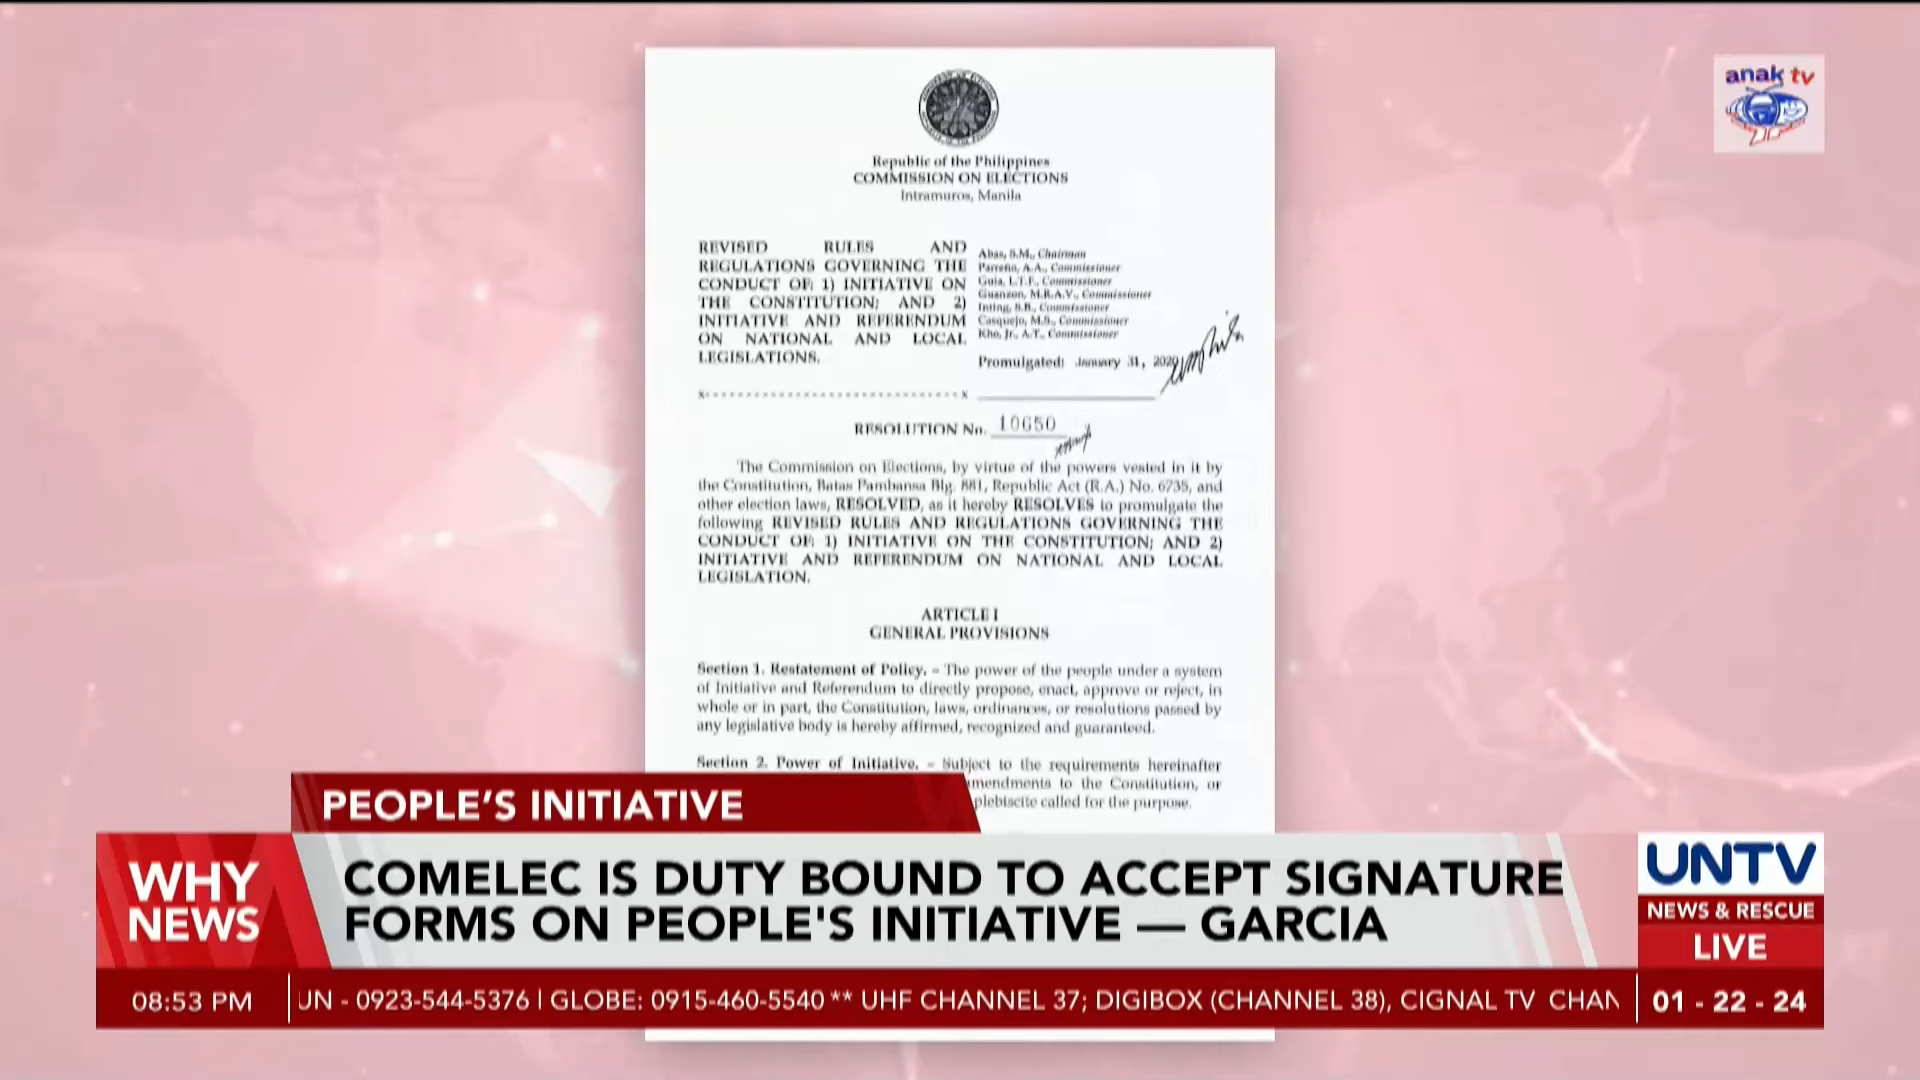 anak tv
Republic of the Philippines
COMMISSION ON ELECTIONS
Intramuros, Manila
REVISED RULES AND
REGULATIONS GOVERNING THE
CONDUCT OF: 1) INITIATIVE ON
THE CONSTITUTION; AND 2)
INITIATIVE AND REFERENDUM
ON NATIONAL AND LOCAL
LEGISLATIONS.
Abas, S.M., Chairman
Parreño, A.A., Commissioner
Guia, L.T.F., Commissioner
Guanzon, M.R.A.V., Commissioner
Inting, S.B., Commissioner
Casquejo, M.S., Commissioner
Kho, Jr., A.T., Commissioner
Promulgated: January 31, 2020
x-----------------------------x
RESOLUTION No. 10650
The Commission on Elections, by virtue of the powers vested in it by
the Constitution, Batas Pambansa Blg. 881, Republic Act (R.A.) No. 6735, and
other election laws, RESOLVED, as it hereby RESOLVES to promulgate the
following REVISED RULES AND REGULATIONS GOVERNING THE
CONDUCT OF: 1) INITIATIVE ON THE CONSTITUTION; AND 2)
INITIATIVE AND REFERENDUM ON NATIONAL AND LOCAL
LEGISLATION.
ARTICLE I
GENERAL PROVISIONS
Section 1. Restatement of Policy. – The power of the people under a system
of Initiative and Referendum to directly propose, enact, approve or reject, in
whole or in part, the Constitution, laws, ordinances, or resolutions passed by
any legislative body is hereby affirmed, recognized and guaranteed.
Section 2. Power of Initiative. – Subject to the requirements hereinafter
mendments to the Constitution, or
plebiscite called for the purpose.
PEOPLE'S INITIATIVE
WHY
NEWS
COMELEC IS DUTY BOUND TO ACCEPT SIGNATURE
FORMS ON PEOPLE'S INITIATIVE — GARCIA
UNTV
NEWS & RESCUE
LIVE
08:53 PM
UN - 0923-544-5376 | GLOBE: 0915-460-5540 ** UHF CHANNEL 37; DIGIBOX (CHANNEL 38), CIGNAL TV CHAN
01 - 22 - 24